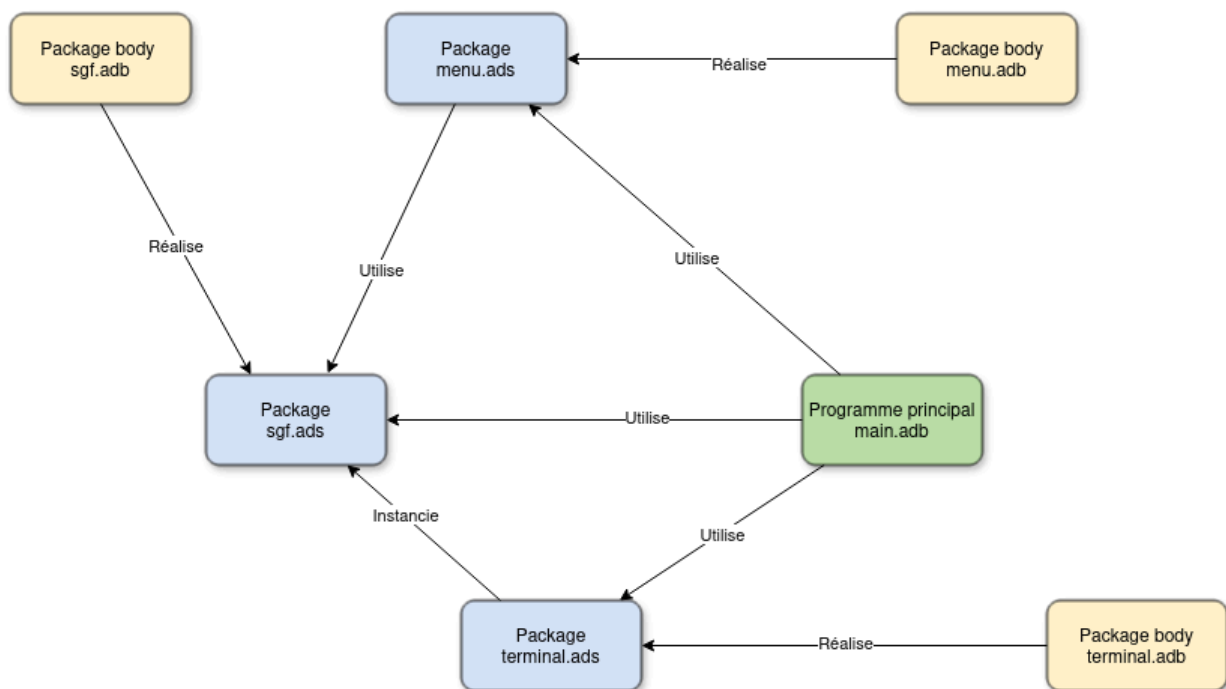 Package body
sgf.adb
Package
menu.ads
Package body
menu.adb
Réalise
Réalise
Utilise
Utilise
Package
sgf.ads
Utilise
Programme principal
main.adb
Instancie
Utilise
Package
terminal.ads
Réalise
Package body
terminal.adb